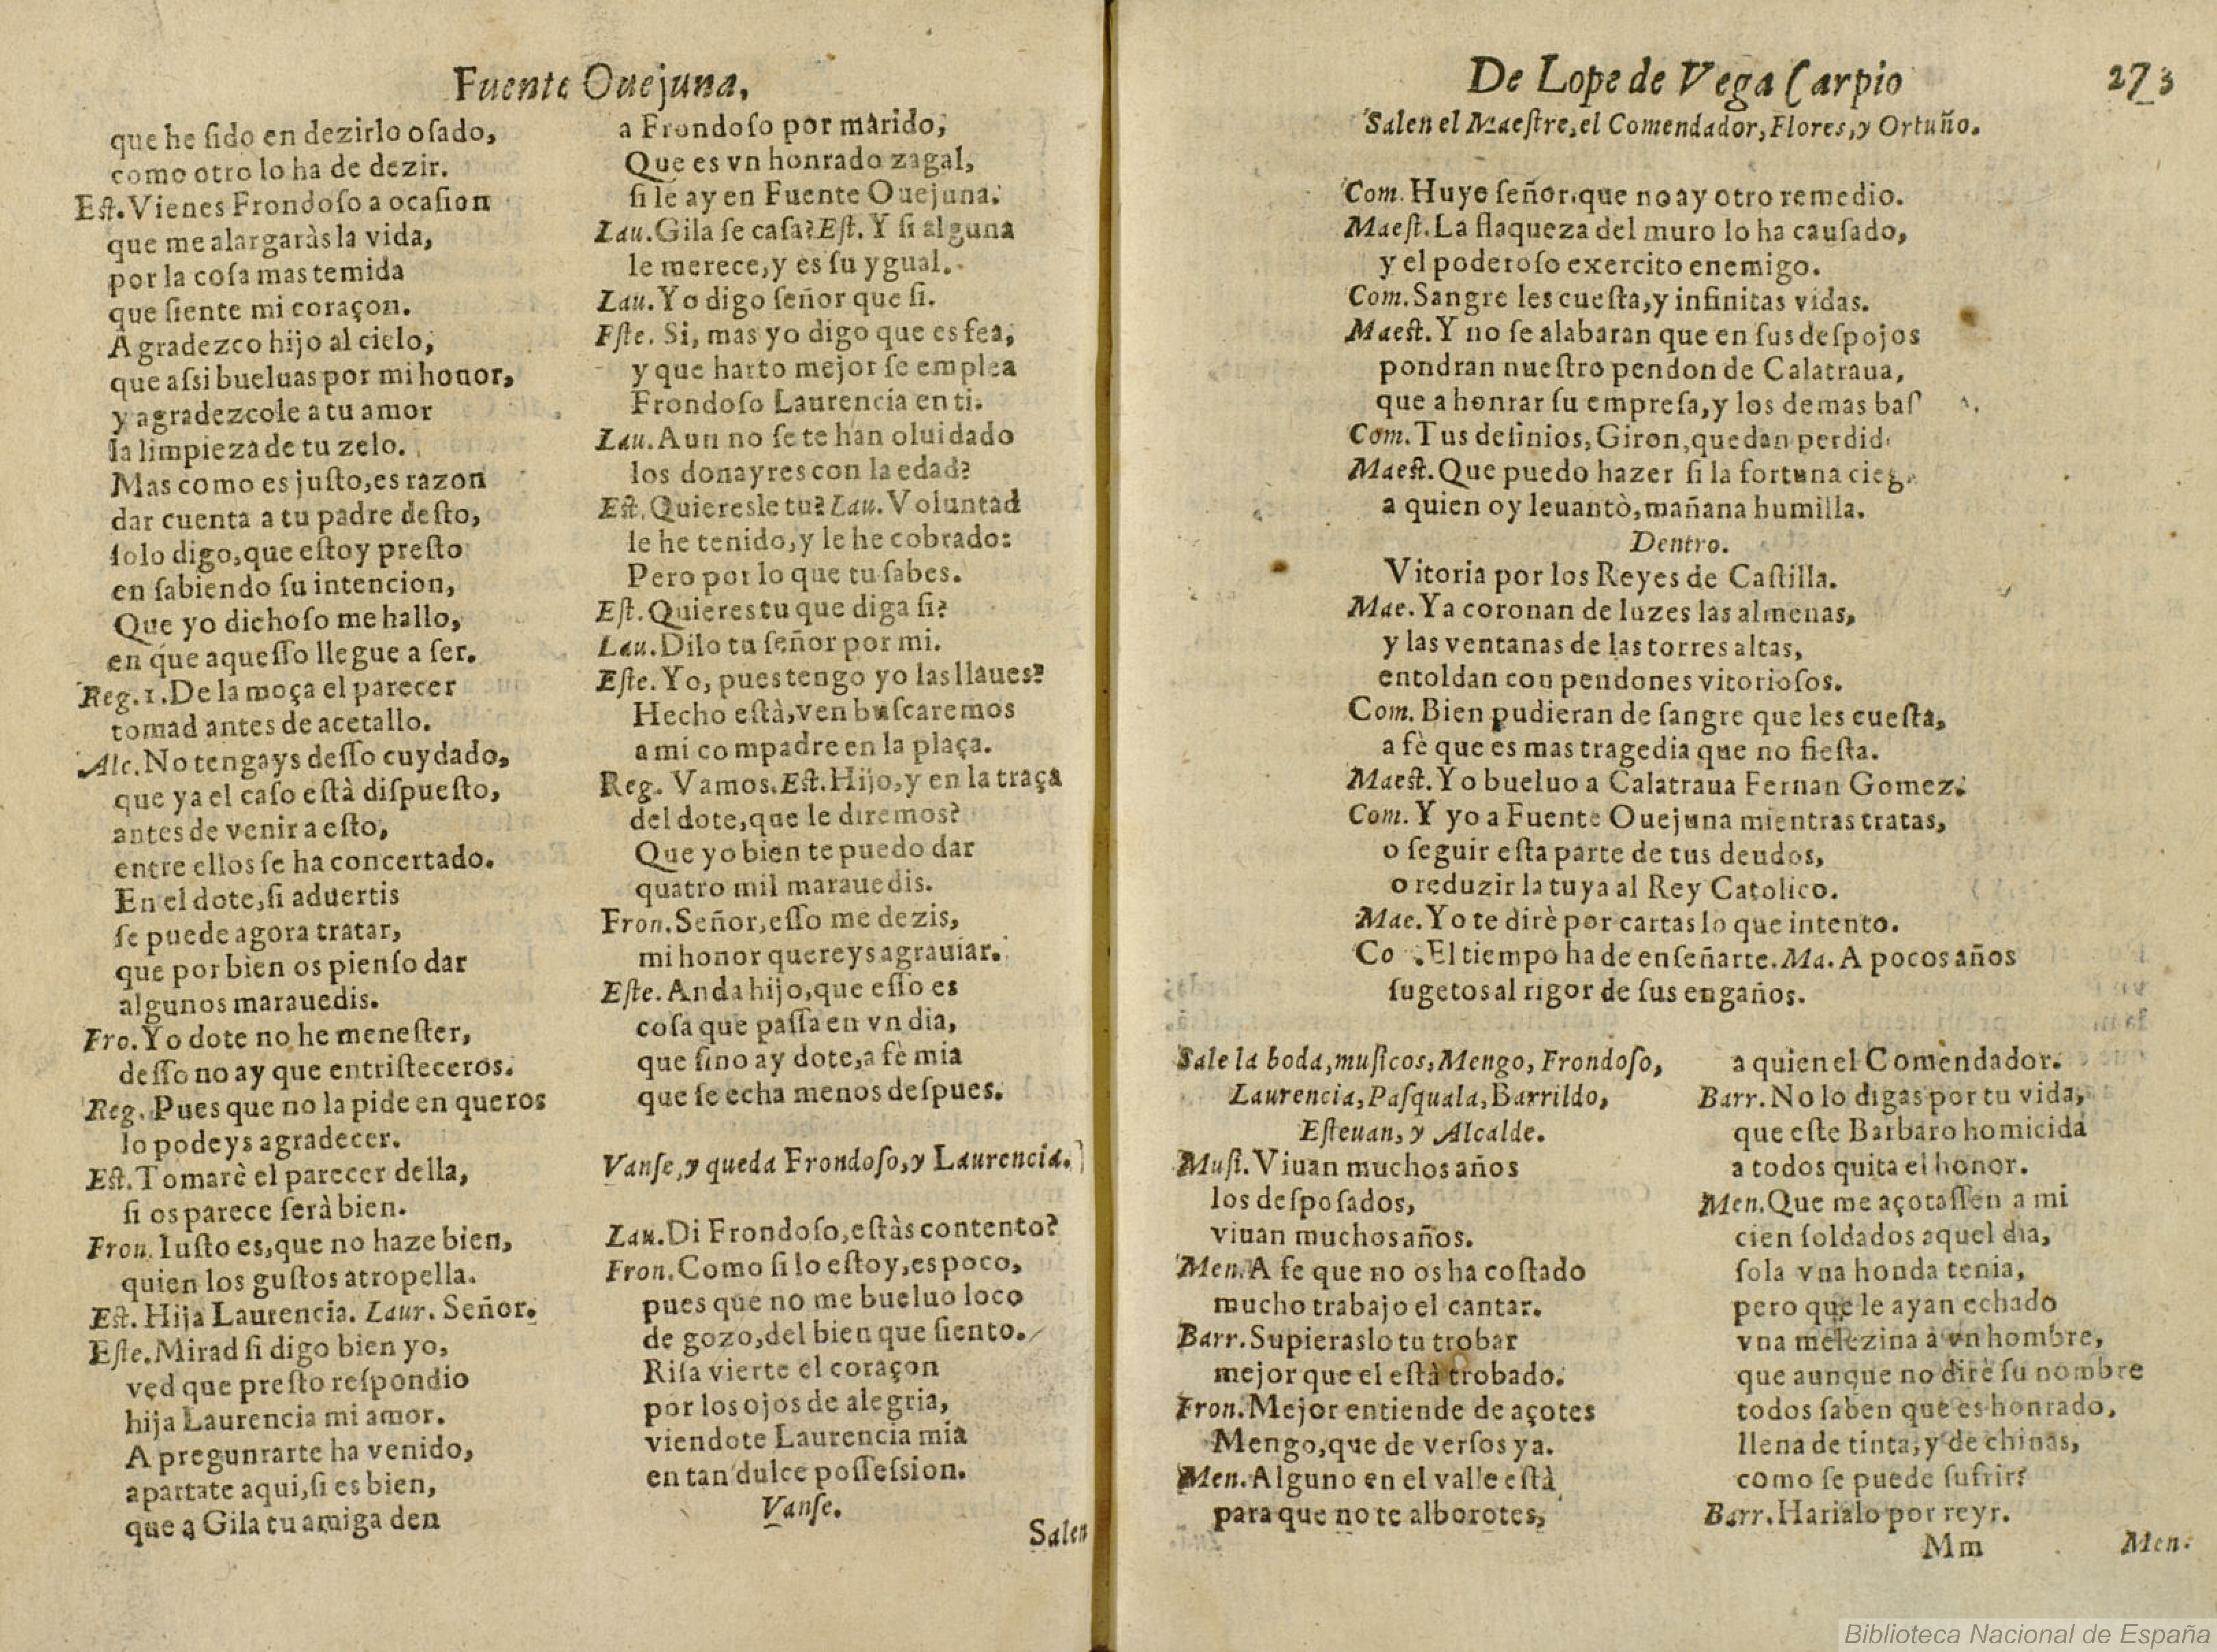 Fuente Ouejuna,
que he ſido en dezirlo oſado,
como otro lo ha de dezir.
Eſt. Vienes Frondoſo a ocaſion
que me alargaràs la vida,
por la coſa mas temida
que ſiente mi coraçon.
Agradezco hijo al cielo,
que aſsi bueluas por mi honor,
y agradezcole a tu amor
la limpieza de tu zelo.
Mas como es juſto, es razon
dar cuenta a tu padre deſto,
ſolo digo, que eſtoy preſto
en ſabiendo ſu intencion,
Que yo dichoſo me hallo,
en que aqueſſo llegue a ſer.
Reg. 1. De la moça el parecer
tomad antes de acetallo.
Alc. No tengays deſſo cuydado,
que ya el caſo eſtà diſpueſto,
antes de venir a eſto,
entre ellos ſe ha concertado.
En el dote, ſi aduertis
ſe puede agora tratar,
que por bien os pienſo dar
algunos marauedis.
Fro. Yo dote no he meneſter,
deſſo no ay que entriſteceros.
Reg. Pues que no la pide en queros
lo podeys agradecer.
Eſt. Tomarè el parecer della,
ſi os parece ſerà bien.
Fron. Iuſto es, que no haze bien,
quien los guſtos atropella.
Eſt. Hija Laurencia. Laur. Señor.
Eſte. Mirad ſi digo bien yo,
ved que preſto reſpondio
hija Laurencia mi amor.
A pregunrarte ha venido,
apartate aqui, ſi es bien,
que a Gila tu amiga den
a Frondoſo por marido,
Que es vn honrado zagal,
ſi le ay en Fuente Ouejuna.
Lau. Gila ſe caſa? Eſt. Y ſi alguna
le merece, y es ſu ygual.
Lau. Yo digo ſeñor que ſi.
Eſte. Si, mas yo digo que es fea,
y que harto mejor ſe emplea
Frondoſo Laurencia en ti.
Lau. Aun no ſe te han oluidado
los donayres con la edad?
Eſt. Quieresle tu? Lau. Voluntad
le he tenido, y le he cobrado:
Pero por lo que tu ſabes.
Eſt. Quieres tu que diga ſi?
Lau. Dilo tu ſeñor por mi.
Eſte. Yo, pues tengo yo las llaues?
Hecho eſtà, ven buſcaremos
a mi compadre en la plaça.
Reg. Vamos. Eſt. Hijo, y en la traça
del dote, que le diremos?
Que yo bien te puedo dar
quatro mil marauedis.
Fron. Señor, eſſo me dezis,
mi honor quereys agrauiar.
Eſte. Anda hijo, que eſſo es
coſa que paſſa en vn dia,
que ſino ay dote, a fè mia
que ſe echa menos deſpues.
Vanſe, y queda Frondoſo, y Laurencia.
Lau. Di Frondoſo, eſtàs contento?
Fron. Como ſi lo eſtoy, es poco,
pues que no me bueluo loco
de gozo, del bien que ſiento.
Riſa vierte el coraçon
por los ojos de alegria,
viendote Laurencia mia
en tan dulce poſſeſsion.
Vanſe.
Salen
De Lope de Vega Carpio
273
Salen el Maeſtre, el Comendador, Flores, y Ortuño.
Com. Huye ſeñor, que no ay otro remedio.
Maeſt. La flaqueza del muro lo ha cauſado,
y el poderoſo exercito enemigo.
Com. Sangre les cueſta, y infinitas vidas.
Maeſt. Y no ſe alabaran que en ſus deſpojos
pondran nueſtro pendon de Calatraua,
que a honrar ſu empreſa, y los demas baſ
Com. Tus deſinios, Giron, quedan perdid
Maeſt. Que puedo hazer ſi la fortuna cieg
a quien oy leuantò, mañana humilla.
Dentro.
Vitoria por los Reyes de Caſtilla.
Mae. Ya coronan de luzes las almenas,
y las ventanas de las torres altas,
entoldan con pendones vitorioſos.
Com. Bien pudieran de ſangre que les cueſta,
a fè que es mas tragedia que no fieſta.
Maeſt. Yo bueluo a Calatraua Fernan Gomez.
Com. Y yo a Fuente Ouejuna mientras tratas,
o ſeguir eſta parte de tus deudos,
o reduzir la tuya al Rey Catolico.
Mae. Yo te dirè por cartas lo que intento.
Co. El tiempo ha de enſeñarte. Ma. A pocos años
ſugetos al rigor de ſus engaños.
Sale la boda, muſicos, Mengo, Frondoſo,
Laurencia, Paſquala, Barrildo,
Eſteuan, y Alcalde.
Muſi. Viuan muchos años
los deſpoſados,
viuan muchos años.
Men. A fe que no os ha coſtado
mucho trabajo el cantar.
Barr. Supieraslo tu trobar
mejor que el eſtà trobado.
Fron. Mejor entiende de açotes
Mengo, que de verſos ya.
Men. Alguno en el valle eſtà
para que no te alborotes,
a quien el Comendador.
Barr. No lo digas por tu vida,
que eſte Barbaro homicida
a todos quita el honor.
Men. Que me açotaſſen a mi
cien ſoldados aquel dia,
ſola vna honda tenia,
pero que le ayan echado
vna melezina a vn hombre,
que aunque no dirè ſu nombre
todos ſaben que es honrado,
llena de tinta, y de chinas,
como ſe puede ſufrir?
Barr. Harialo por reyr.
Mm
Men.
Biblioteca Nacional de España